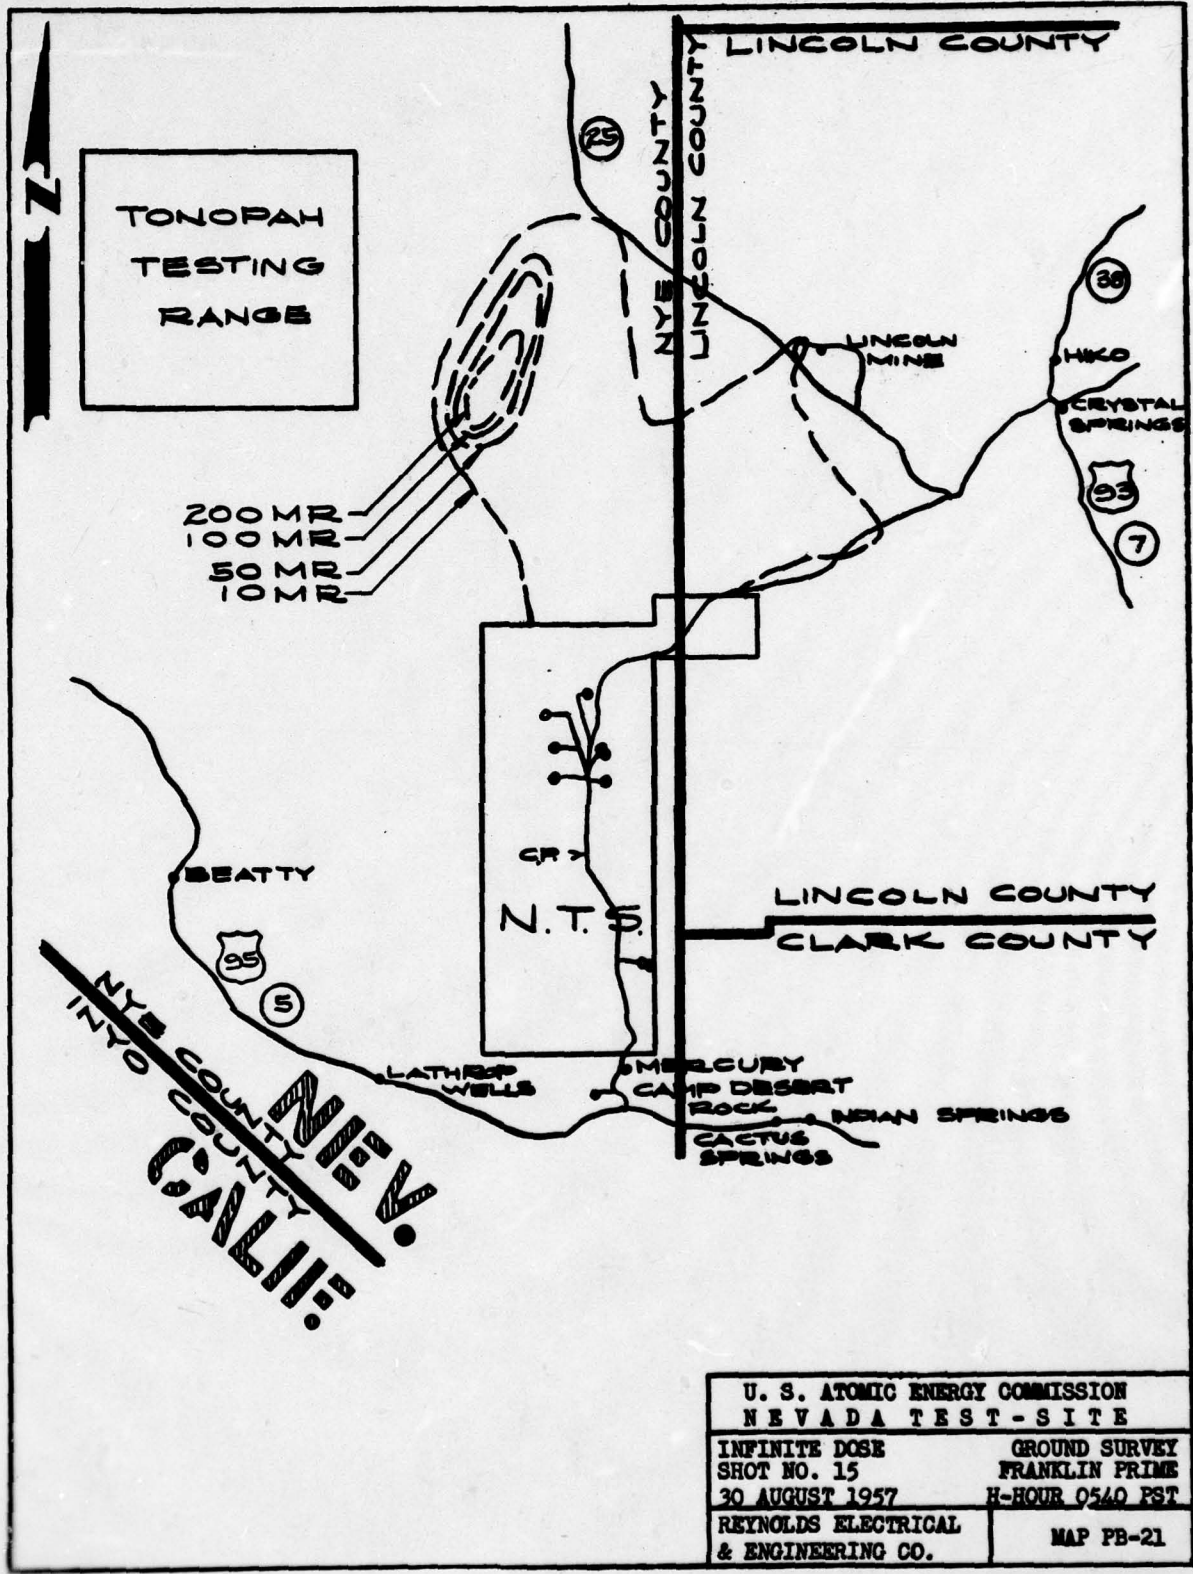 LINCOLN COUNTY
NYE COUNTY
LINCOLN COUNTY
25
N
TONOPAH
TESTING
RANGE
38
LINCOLN
MINE
HIKO
CRYSTAL
SPRINGS
93
7
200 MR
100 MR
50 MR
10 MR
C.P.
N.T.S.
BEATTY
95
5
LINCOLN COUNTY
CLARK COUNTY
NYE COUNTY
INYO COUNTY
NEV.
CALIF.
LATHROP
WELLS
MERCURY
CAMP DESERT
ROCK
INDIAN SPRINGS
CACTUS
SPRINGS
U. S. ATOMIC ENERGY COMMISSION
NEVADA TEST-SITE
INFINITE DOSE GROUND SURVEY
SHOT NO. 15 FRANKLIN PRIME
30 AUGUST 1957 H-HOUR 0540 PST
REYNOLDS ELECTRICAL
& ENGINEERING CO.
MAP PB-21